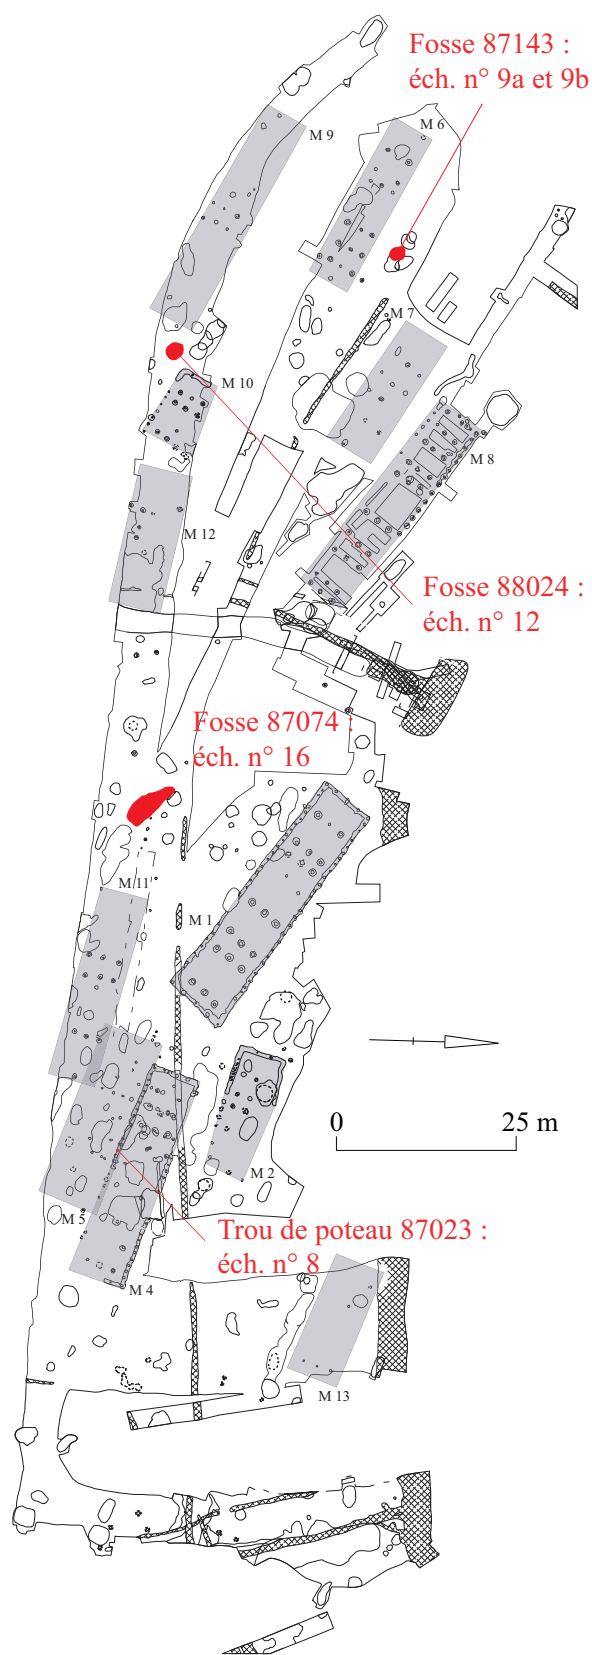 Fosse 87143 :
éch. n° 9a et 9b
M 6
M 9
M 7
M 10
M 8
M 12
Fosse 88024 :
éch. n° 12
Fosse 87074 :
éch. n° 16
M 11
M 1
0 25 m
M 2
M 5
Trou de poteau 87023 :
éch. n° 8
M 4
M 13